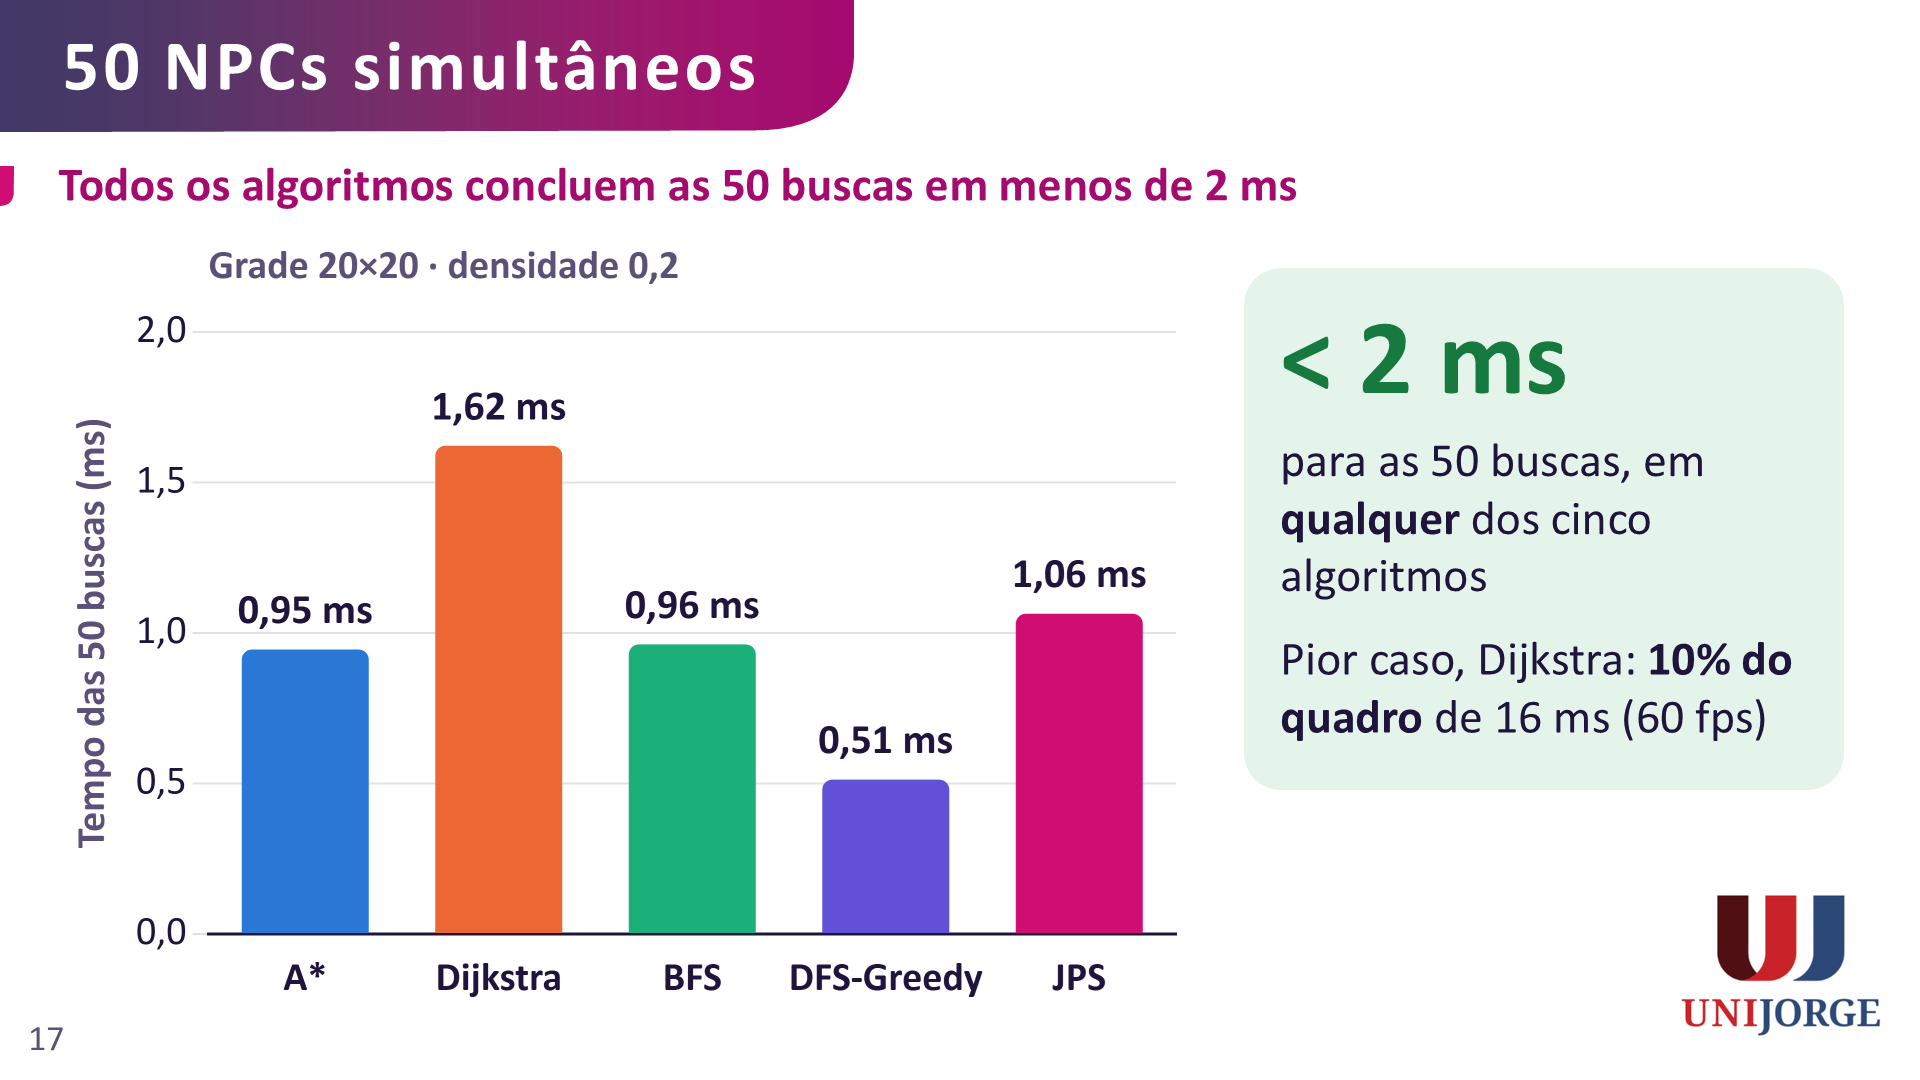 50 NPCs simultâneos
Todos os algoritmos concluem as 50 buscas em menos de 2 ms
Grade 20×20 · densidade 0,2
Tempo das 50 buscas (ms)
2,0
1,5
1,0
0,5
0,0
0,95 ms
1,62 ms
0,96 ms
0,51 ms
1,06 ms
A*
Dijkstra
BFS
DFS-Greedy
JPS
< 2 ms
para as 50 buscas, em
qualquer dos cinco
algoritmos
Pior caso, Dijkstra: 10% do
quadro de 16 ms (60 fps)
UNIJORGE
17